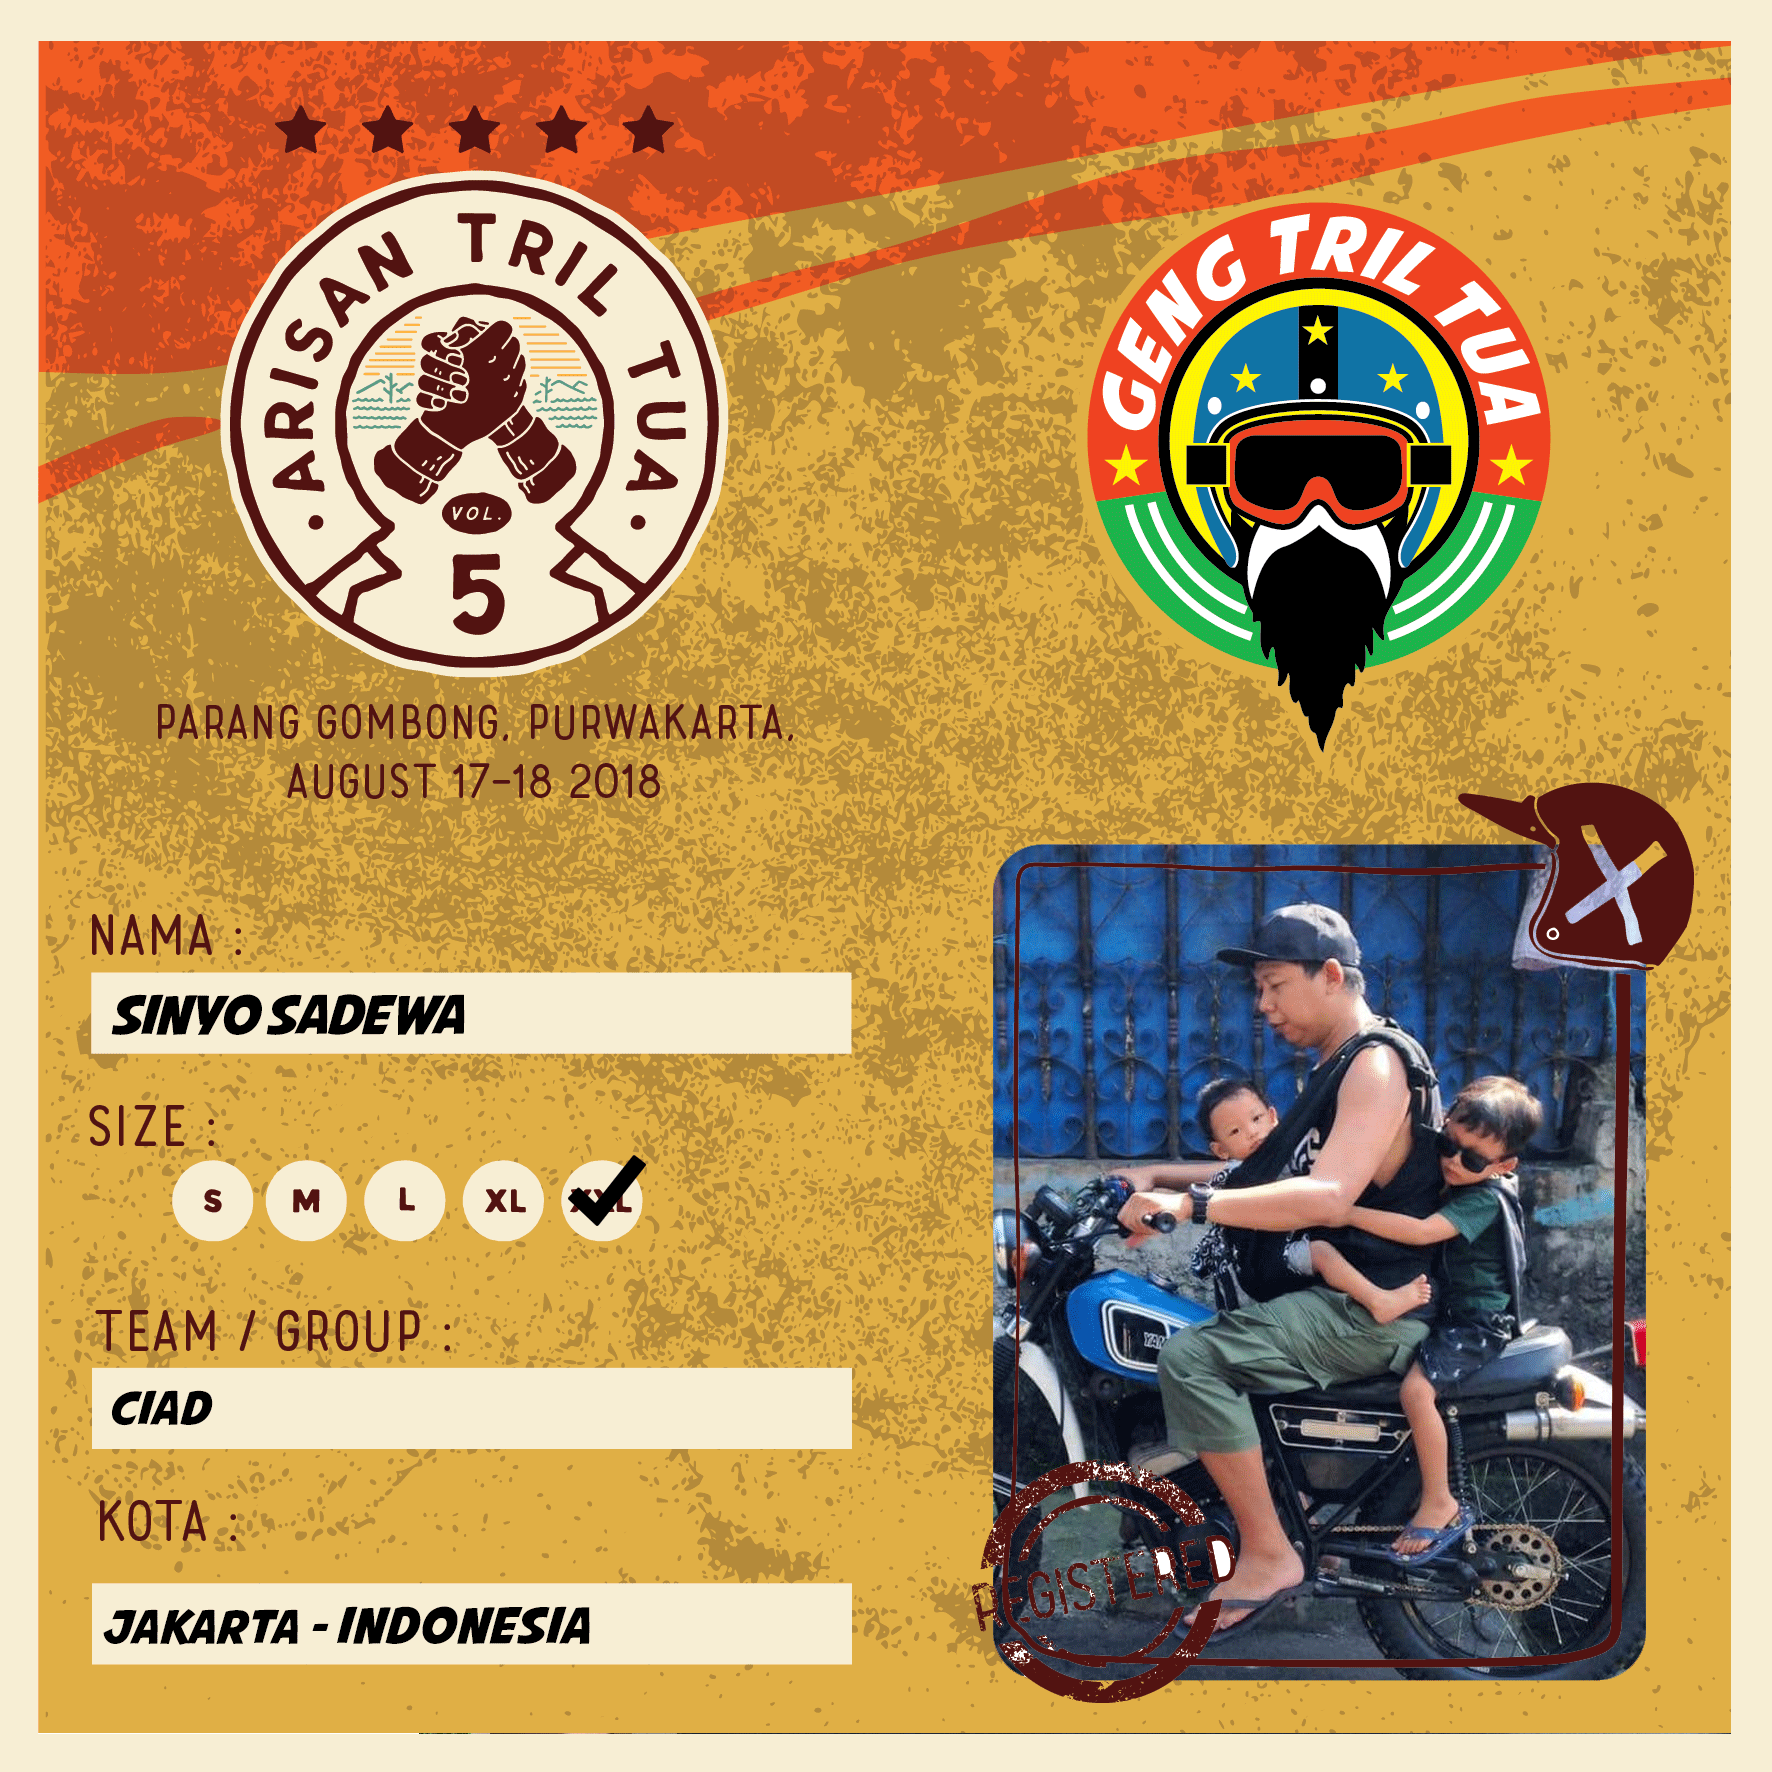 ARISAN TRIL TUA
VOL.
5
GENG TRIL TUA
PARANG GOMBONG, PURWAKARTA,
AUGUST 17-18 2018
NAMA :
SINYO SADEWA
SIZE :
S M L XL XXL
TEAM / GROUP :
CIAD
KOTA :
JAKARTA - INDONESIA
REGISTERED